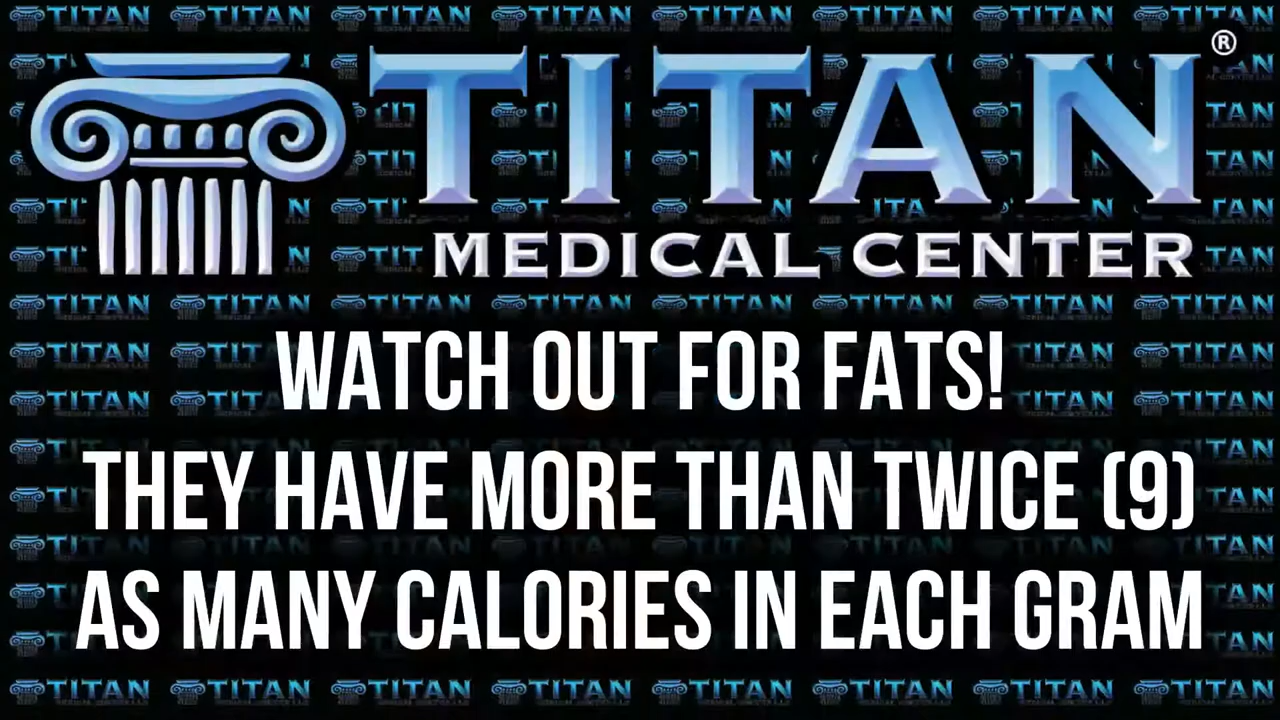 TITAN®
MEDICAL CENTER
WATCH OUT FOR FATS!
THEY HAVE MORE THAN TWICE (9)
AS MANY CALORIES IN EACH GRAM